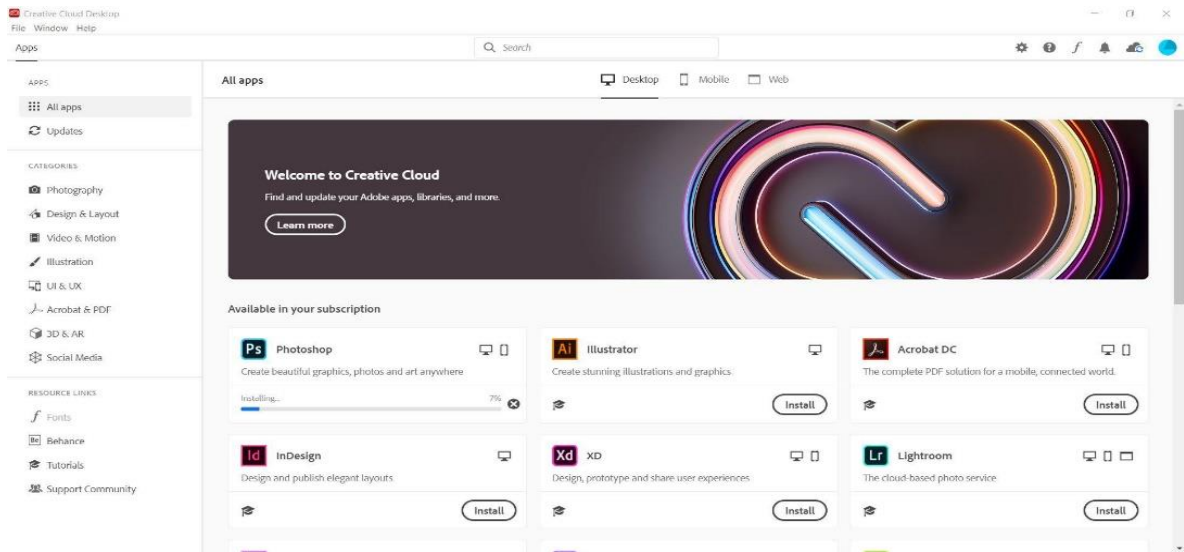 Creative Cloud Desktop
File Window Help
Apps
Search
APPS
All apps
Updates
CATEGORIES
Photography
Design & Layout
Video & Motion
Illustration
UI & UX
Acrobat & PDF
3D & AR
Social Media
RESOURCE LINKS
Fonts
Be Behance
Tutorials
Support Community
All apps
Desktop Mobile Web
Welcome to Creative Cloud
Find and update your Adobe apps, libraries, and more.
Learn more
Available in your subscription
Ps Photoshop
Create beautiful graphics, photos and art anywhere
Installing... 7%
Ai Illustrator
Create stunning illustrations and graphics
Install
Acrobat DC
The complete PDF solution for a mobile, connected world.
Install
Id InDesign
Design and publish elegant layouts
Install
Xd XD
Design, prototype and share user experiences
Install
Lr Lightroom
The cloud-based photo service
Install